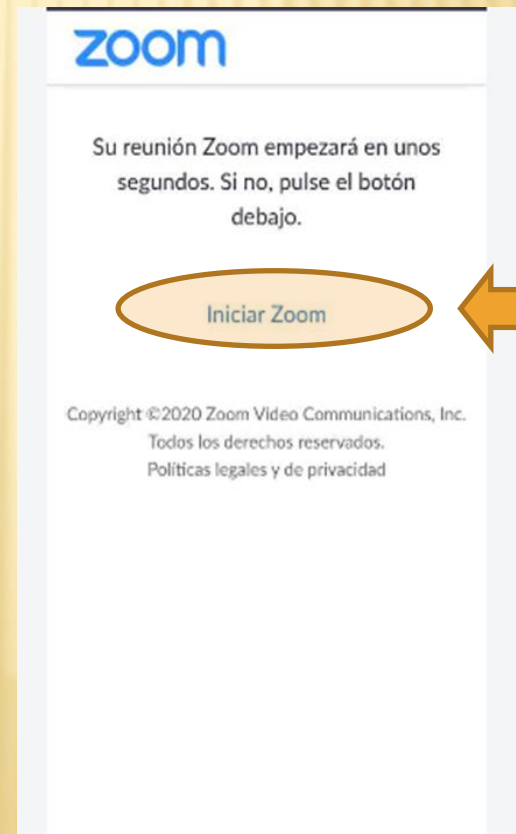 zoom
Su reunión Zoom empezará en unos
segundos. Si no, pulse el botón
debajo.
Iniciar Zoom
Copyright ©2020 Zoom Video Communications, Inc.
Todos los derechos reservados.
Políticas legales y de privacidad